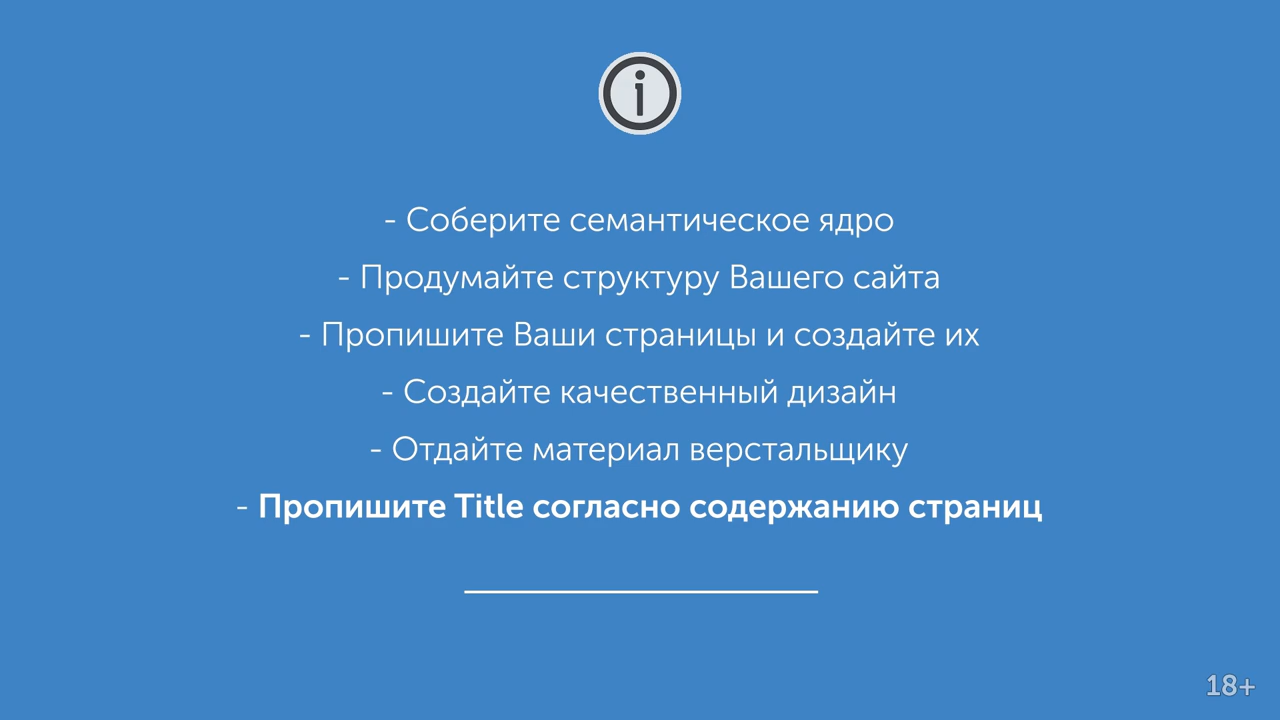 - Соберите семантическое ядро
- Продумайте структуру Вашего сайта
- Пропишите Ваши страницы и создайте их
- Создайте качественный дизайн
- Отдайте материал верстальщику
- Пропишите Title согласно содержанию страниц
18+